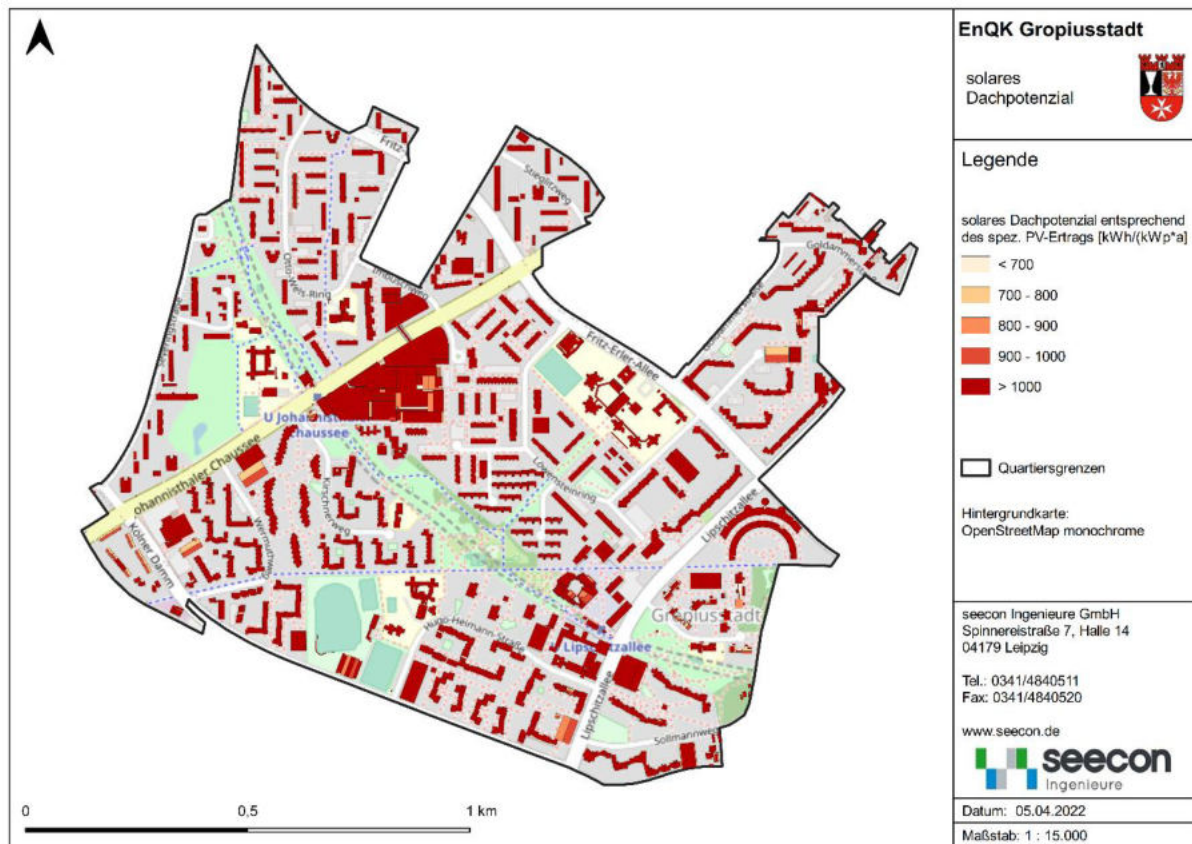 EnQK Gropiusstadt
solares
Dachpotenzial
Legende
solares Dachpotenzial entsprechend
des spez. PV-Ertrags [kWh/(kWp*a]
< 700
700 - 800
800 - 900
900 - 1000
> 1000
Quartiersgrenzen
Hintergrundkarte:
OpenStreetMap monochrome
seecon Ingenieure GmbH
Spinnereistraße 7, Halle 14
04179 Leipzig
Tel.: 0341/4840511
Fax: 0341/4840520
www.seecon.de
seecon
Ingenieure
Datum: 05.04.2022
Maßstab: 1 : 15.000
Fritz-
Stieglitzweg
Otto-Wels-Ring
Fritz-Erler-Allee
U Johannisthaler
chaussee
ohannisthaler Chaussee
Löwensteinring
Kirschnerweg
Wermuthweg
Kölner Damm
Lipschitzallee
Gropiusstadt
Hugo-Heimann-Straße
Lipschitzallee
Lipschitzallee
Sollmannweg
0
0,5
1 km